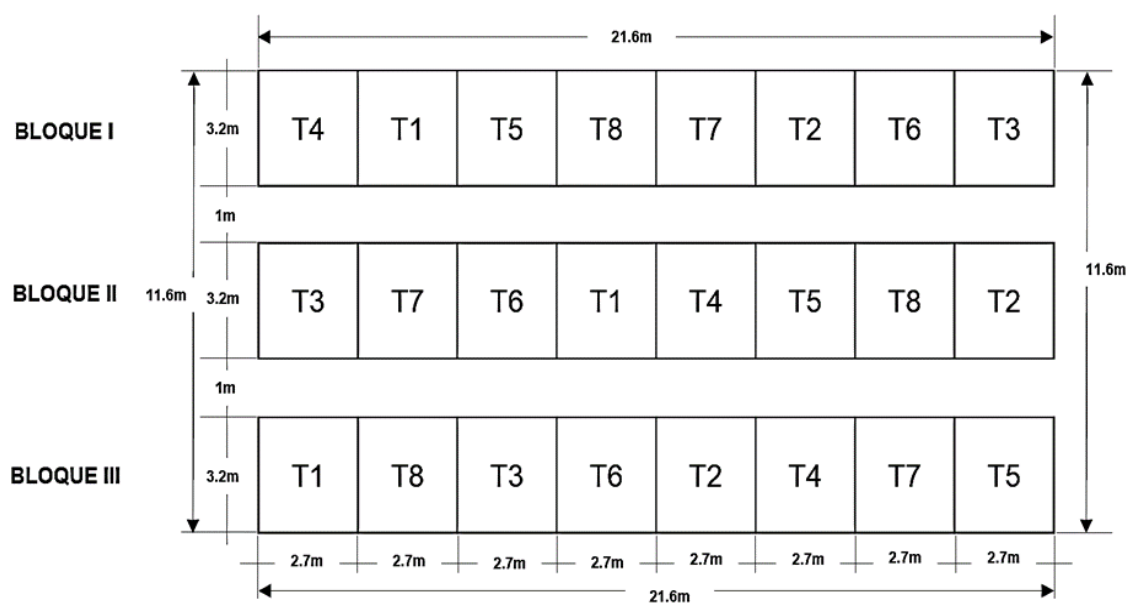 21.6m
BLOQUE I 3.2m T4 T1 T5 T8 T7 T2 T6 T3
1m
BLOQUE II 11.6m 3.2m T3 T7 T6 T1 T4 T5 T8 T2 11.6m
1m
BLOQUE III 3.2m T1 T8 T3 T6 T2 T4 T7 T5
2.7m 2.7m 2.7m 2.7m 2.7m 2.7m 2.7m 2.7m
21.6m